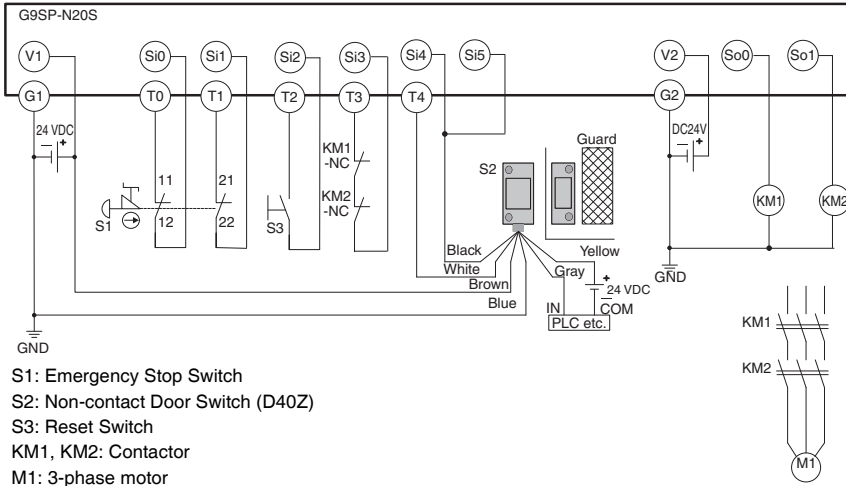 G9SP-N20S
V1 Si0 Si1 Si2 Si3 Si4 Si5 V2 So0 So1
G1 T0 T1 T2 T3 T4 G2
24 VDC
− +
DC24V
− +
Guard
KM1
-NC
S2
11 21
KM2
-NC
KM1 KM2
S1
12 22
S3
Black
Yellow
White
Gray
GND
Brown
+
24 VDC
−
Blue
IN COM
PLC etc.
KM1
GND
KM2
S1: Emergency Stop Switch
S2: Non-contact Door Switch (D40Z)
S3: Reset Switch
KM1, KM2: Contactor
M1: 3-phase motor
M1